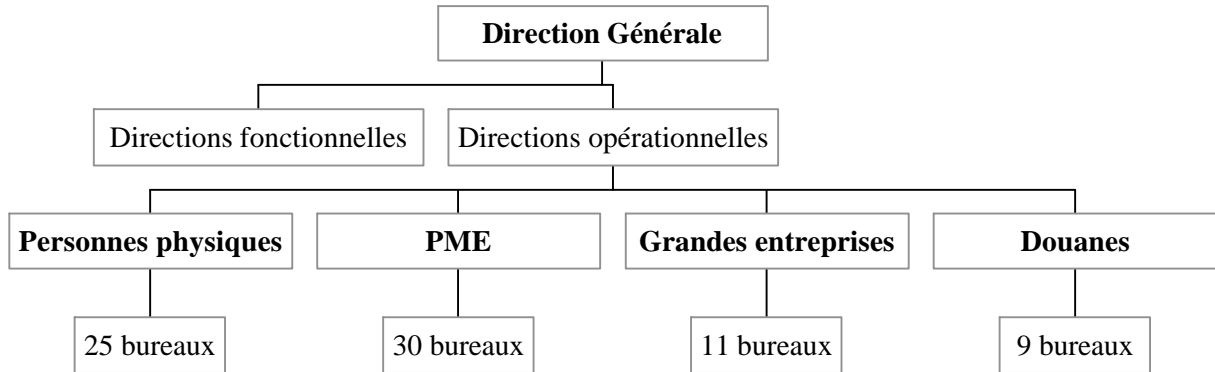 Direction Générale
Directions fonctionnelles
Directions opérationnelles
Personnes physiques
PME
Grandes entreprises
Douanes
25 bureaux
30 bureaux
11 bureaux
9 bureaux